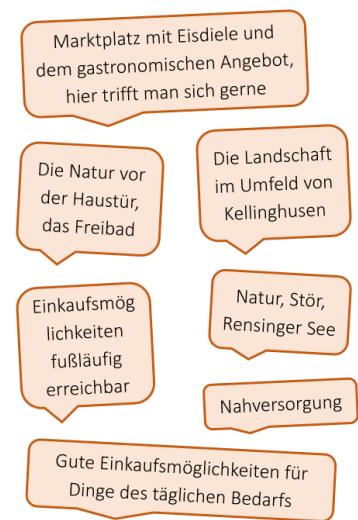 Marktplatz mit Eisdiele und
dem gastronomischen Angebot,
hier trifft man sich gerne
Die Natur vor
der Haustür,
das Freibad
Die Landschaft
im Umfeld von
Kellinghusen
Einkaufsmög
lichkeiten
fußläufig
erreichbar
Natur, Stör,
Rensinger See
Nahversorgung
Gute Einkaufsmöglichkeiten für
Dinge des täglichen Bedarfs